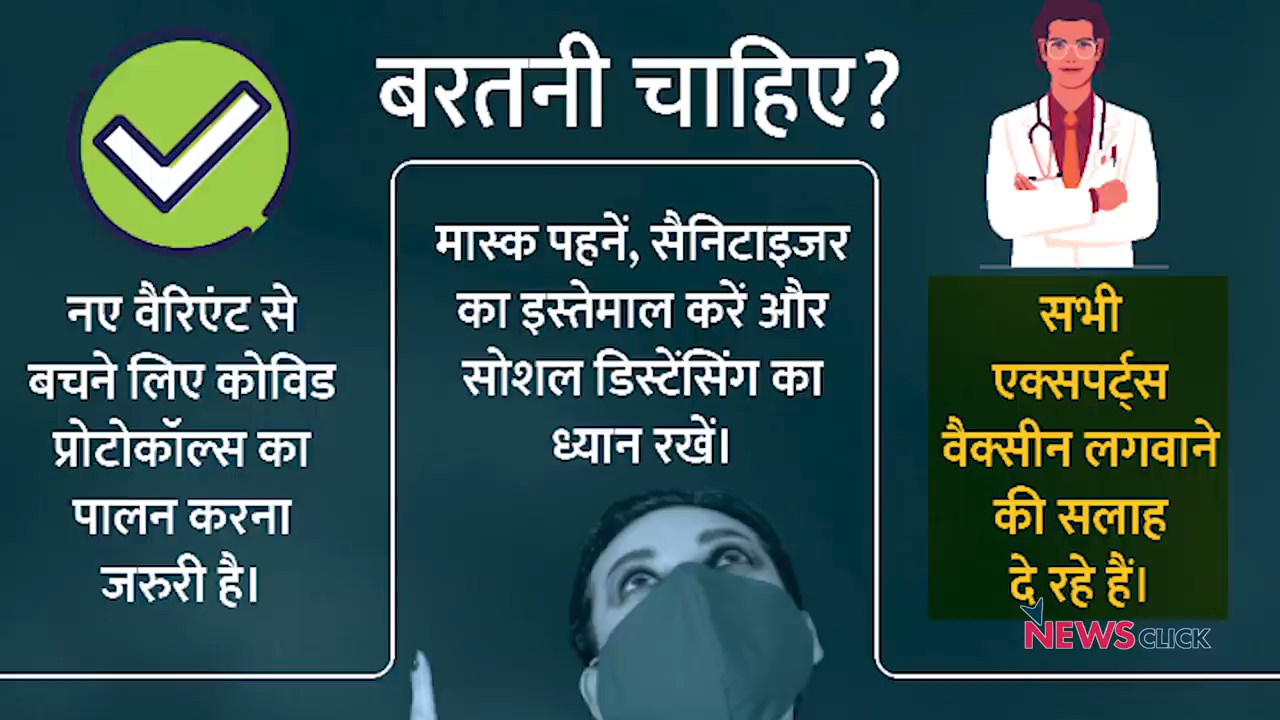 बरतनी चाहिए?
नए वैरिएंट से
बचने लिए कोविड
प्रोटोकॉल्स का
पालन करना
जरुरी है।
मास्क पहनें, सैनिटाइजर
का इस्तेमाल करें और
सोशल डिस्टेंसिंग का
ध्यान रखें।
सभी
एक्सपर्ट्स
वैक्सीन लगवाने
की सलाह
दे रहे हैं।
NEWSCLICK